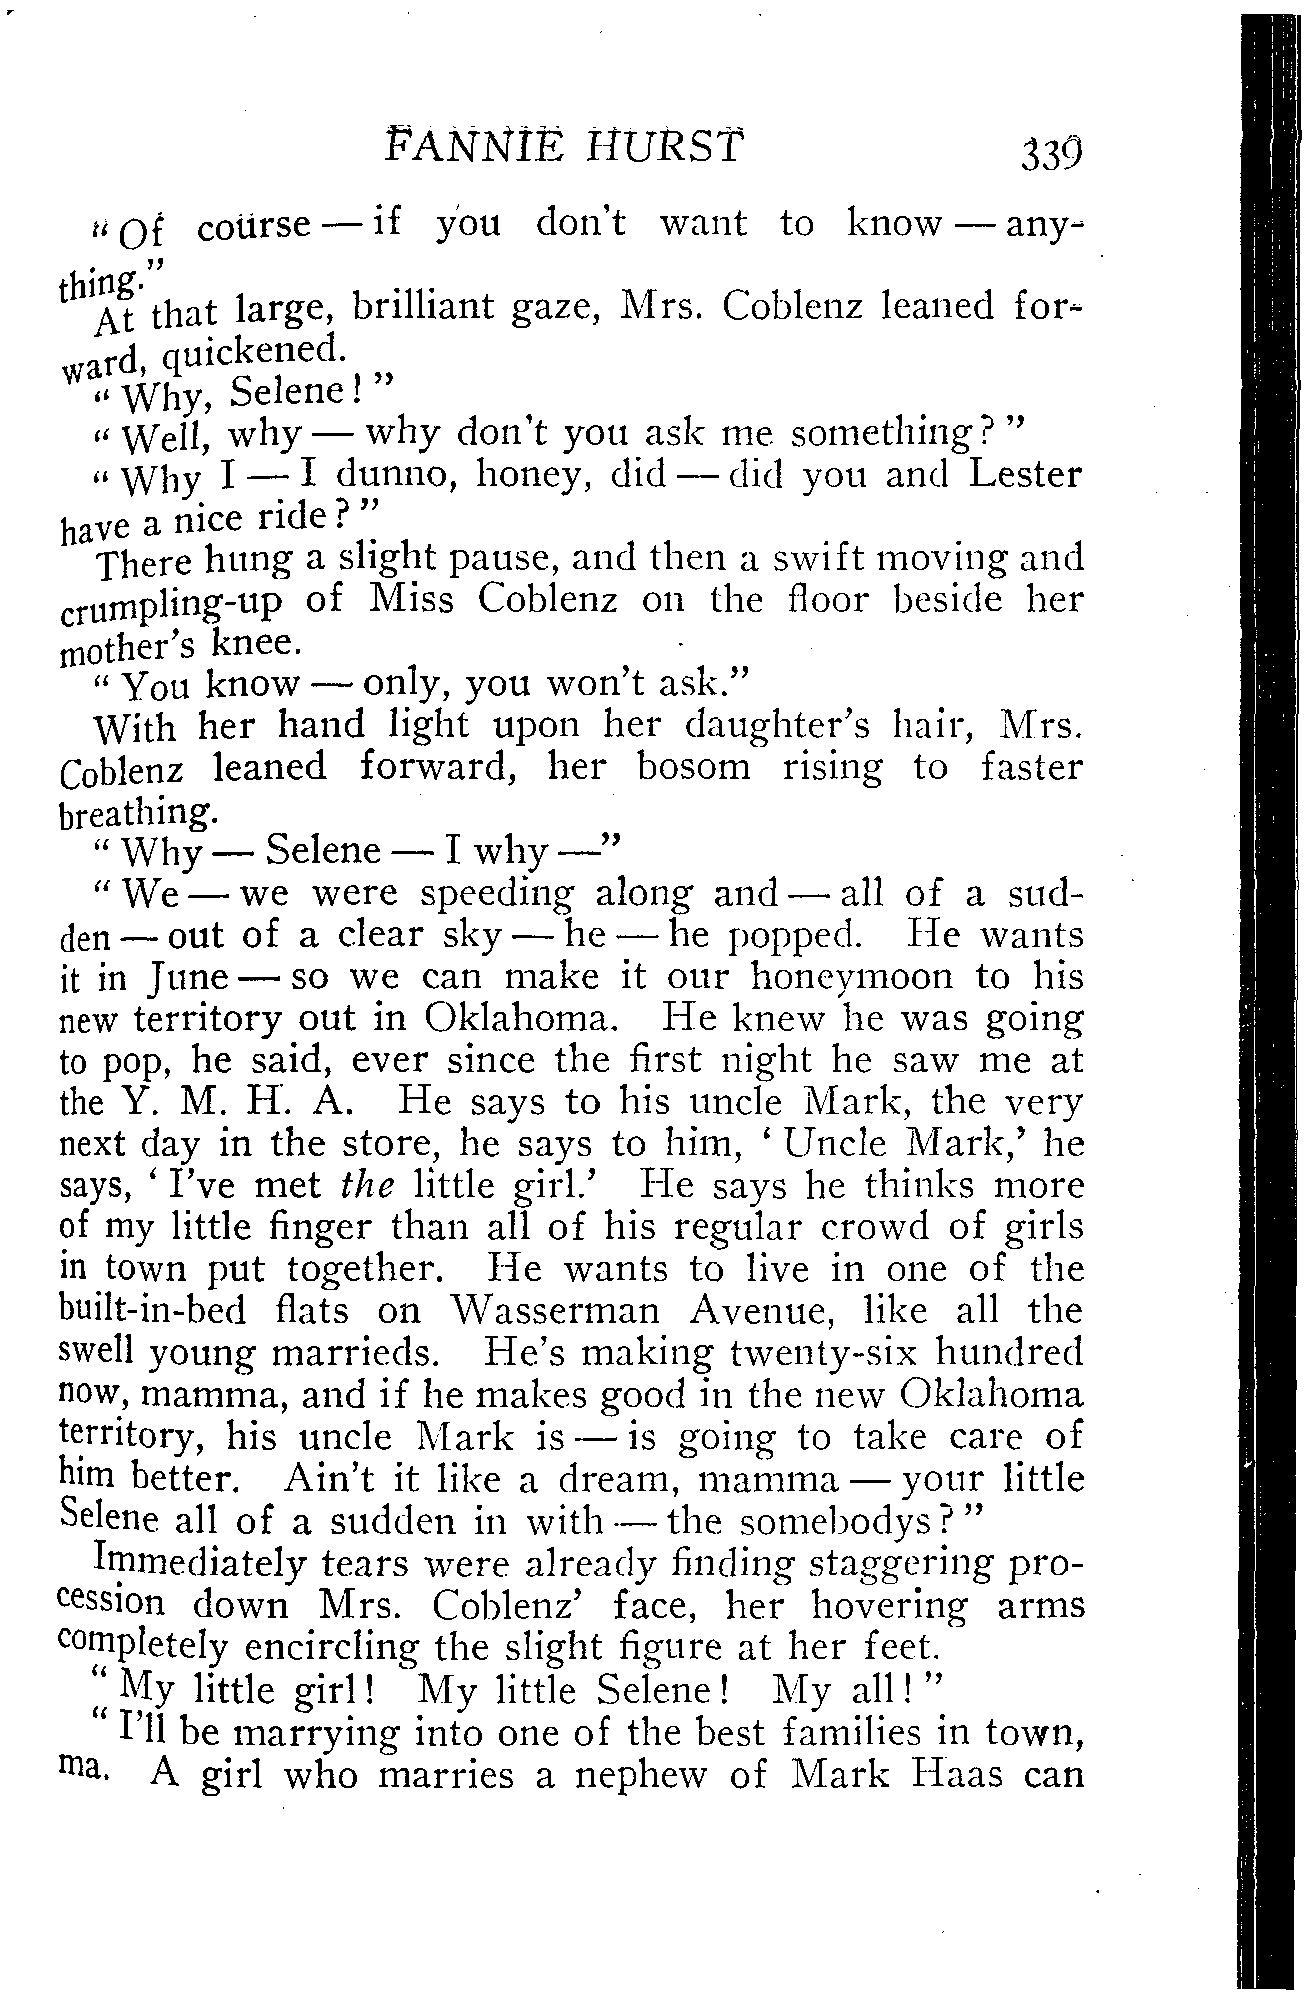 FANNIE HURST 339
"Of course — if you don't want to know — any-
thing."
At that large, brilliant gaze, Mrs. Coblenz leaned for-
ward, quickened.
"Why, Selene!"
"Well, why — why don't you ask me something?"
"Why I — I dunno, honey, did — did you and Lester
have a nice ride?"
There hung a slight pause, and then a swift moving and
crumpling-up of Miss Coblenz on the floor beside her
mother's knee.
"You know — only, you won't ask."
With her hand light upon her daughter's hair, Mrs.
Coblenz leaned forward, her bosom rising to faster
breathing.
"Why — Selene — I why —"
"We — we were speeding along and — all of a sud-
den — out of a clear sky — he — he popped. He wants
it in June — so we can make it our honeymoon to his
new territory out in Oklahoma. He knew he was going
to pop, he said, ever since the first night he saw me at
the Y. M. H. A. He says to his uncle Mark, the very
next day in the store, he says to him, 'Uncle Mark,' he
says, 'I've met the little girl.' He says he thinks more
of my little finger than all of his regular crowd of girls
in town put together. He wants to live in one of the
built-in-bed flats on Wasserman Avenue, like all the
swell young marrieds. He's making twenty-six hundred
now, mamma, and if he makes good in the new Oklahoma
territory, his uncle Mark is — is going to take care of
him better. Ain't it like a dream, mamma — your little
Selene all of a sudden in with — the somebodys?"
Immediately tears were already finding staggering pro-
cession down Mrs. Coblenz' face, her hovering arms
completely encircling the slight figure at her feet.
"My little girl! My little Selene! My all!"
"I'll be marrying into one of the best families in town,
ma. A girl who marries a nephew of Mark Haas can